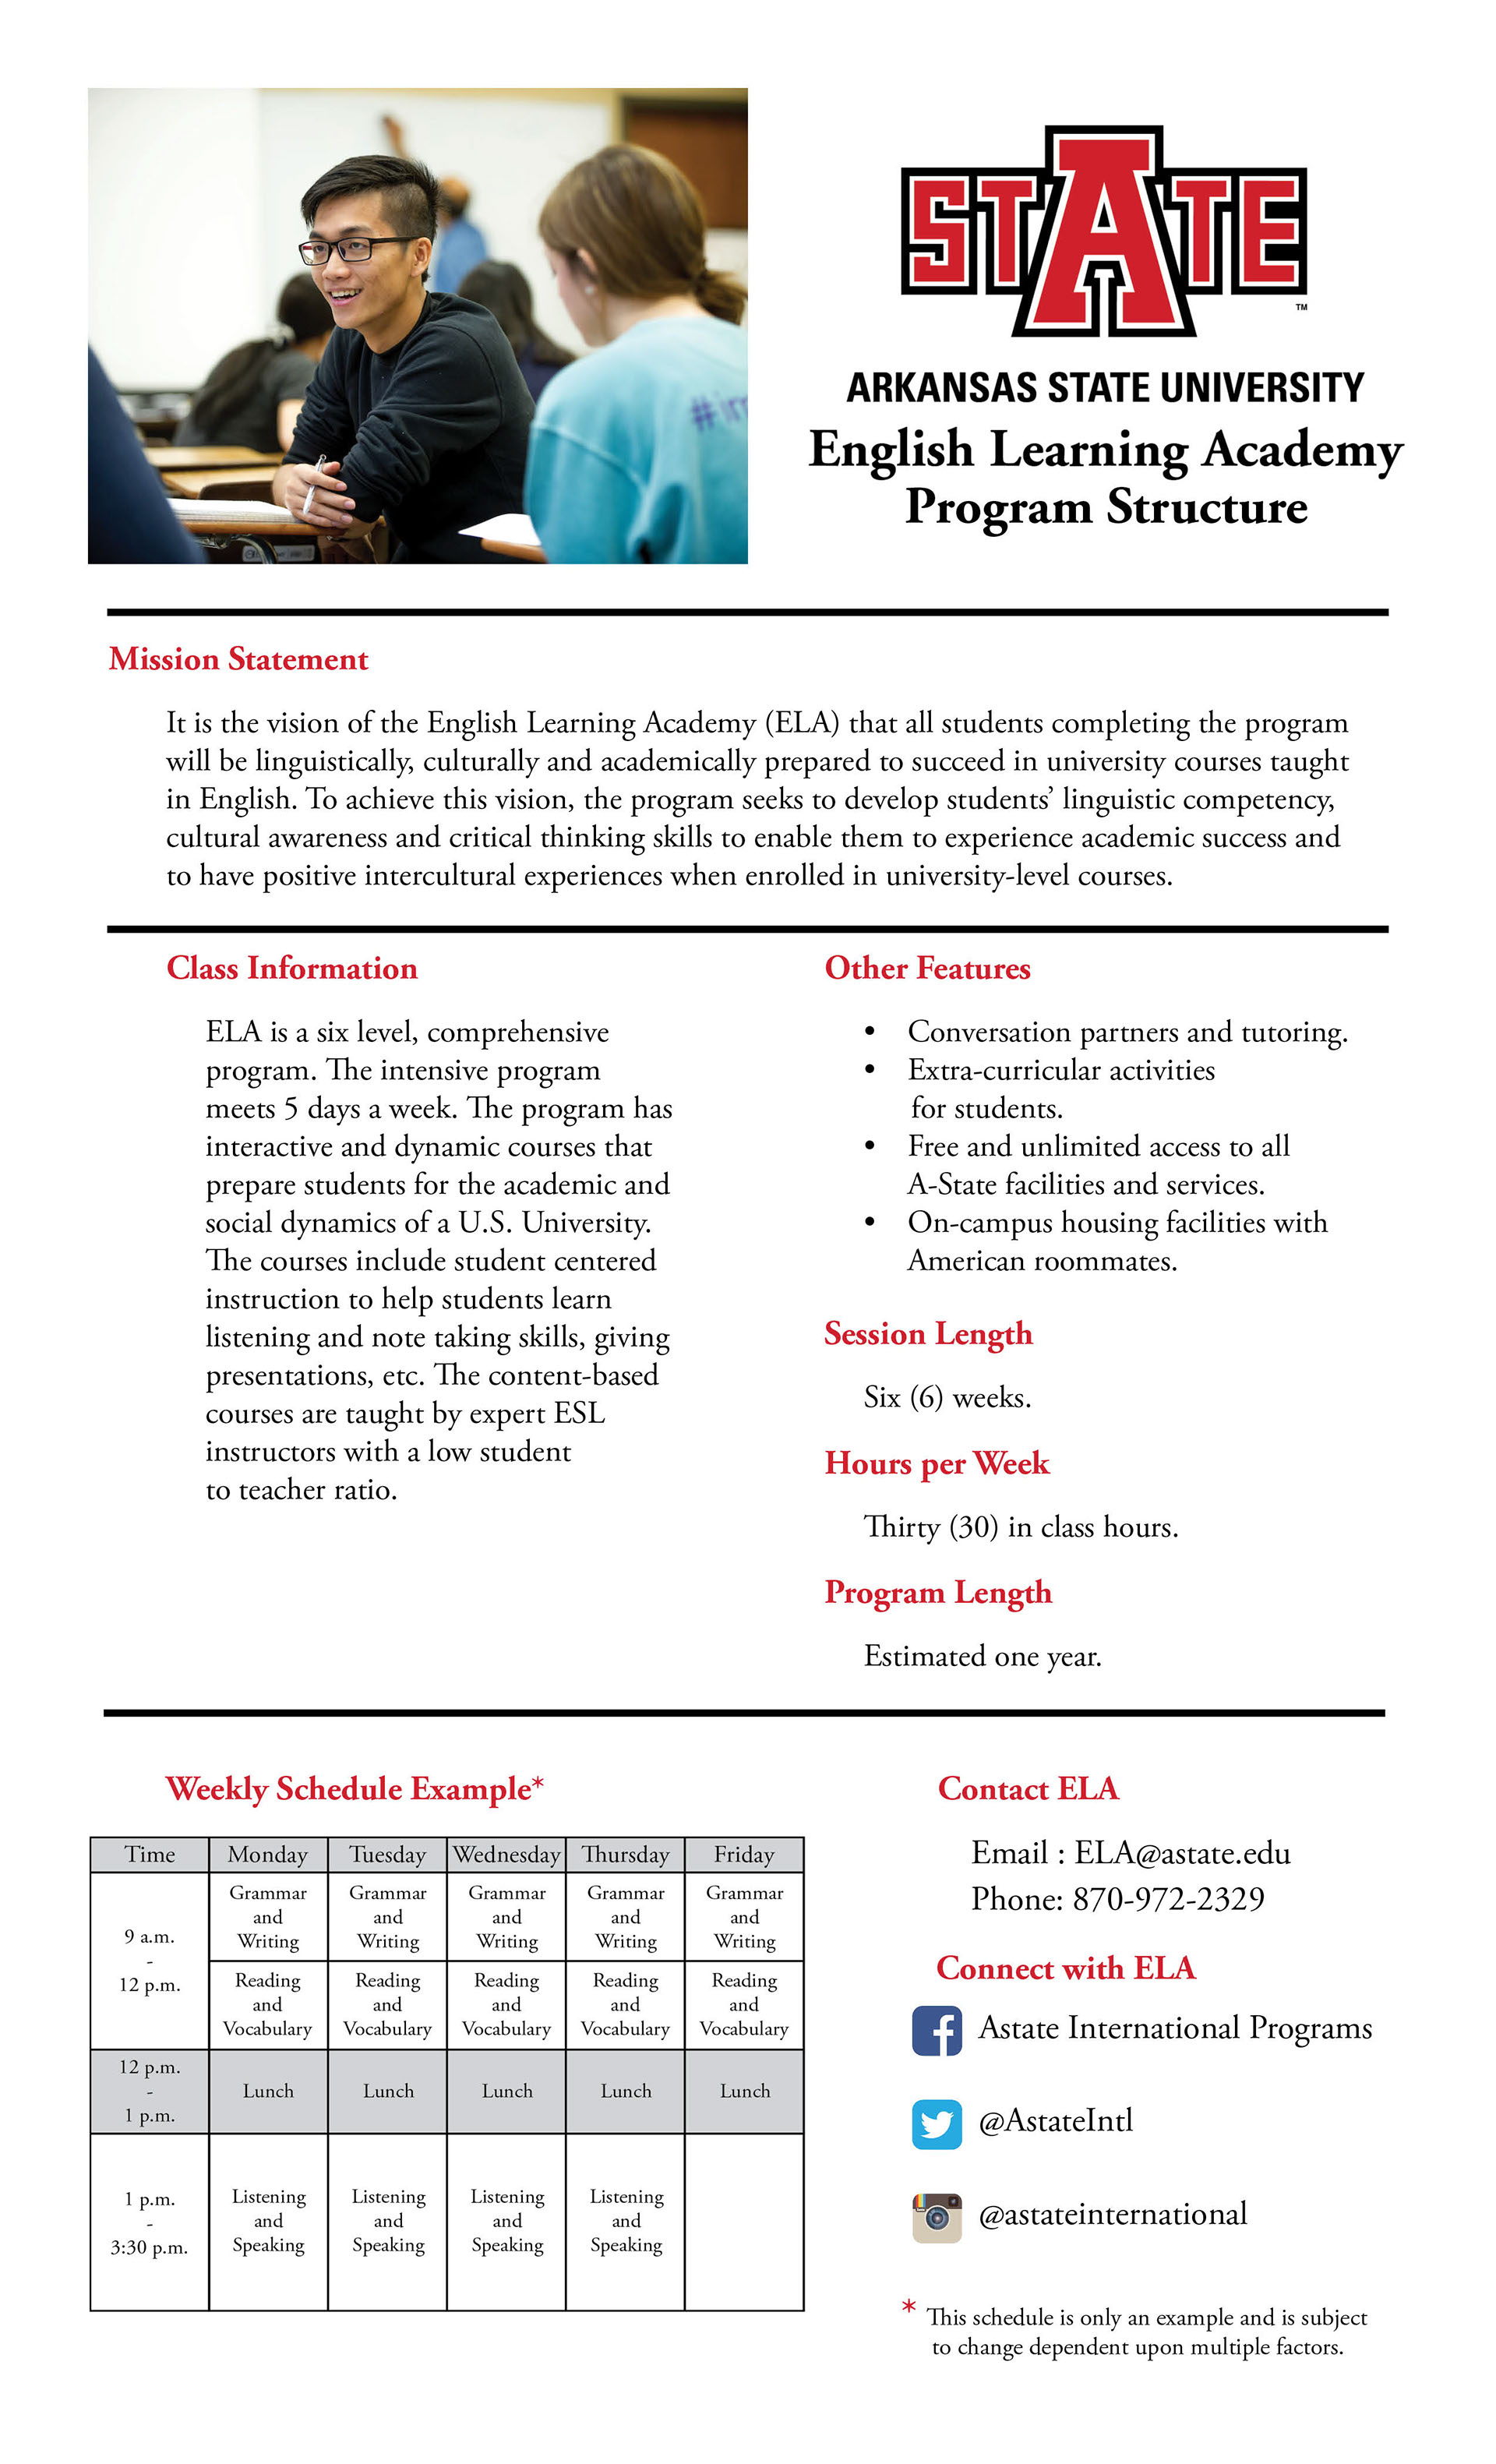 #im
STATE
TM
ARKANSAS STATE UNIVERSITY
English Learning Academy
Program Structure
Mission Statement
It is the vision of the English Learning Academy (ELA) that all students completing the program
will be linguistically, culturally and academically prepared to succeed in university courses taught
in English. To achieve this vision, the program seeks to develop students’ linguistic competency,
cultural awareness and critical thinking skills to enable them to experience academic success and
to have positive intercultural experiences when enrolled in university-level courses.
Class Information
ELA is a six level, comprehensive
program. The intensive program
meets 5 days a week. The program has
interactive and dynamic courses that
prepare students for the academic and
social dynamics of a U.S. University.
The courses include student centered
instruction to help students learn
listening and note taking skills, giving
presentations, etc. The content-based
courses are taught by expert ESL
instructors with a low student
to teacher ratio.
Other Features
• Conversation partners and tutoring.
• Extra-curricular activities
for students.
• Free and unlimited access to all
A-State facilities and services.
• On-campus housing facilities with
American roommates.
Session Length
Six (6) weeks.
Hours per Week
Thirty (30) in class hours.
Program Length
Estimated one year.
Weekly Schedule Example*
Time Monday Tuesday Wednesday Thursday Friday
9 a.m.
-
12 p.m.
Grammar Grammar Grammar Grammar Grammar
and and and and and
Writing Writing Writing Writing Writing
Reading Reading Reading Reading Reading
and and and and and
Vocabulary Vocabulary Vocabulary Vocabulary Vocabulary
12 p.m.
-
1 p.m.
Lunch Lunch Lunch Lunch Lunch
1 p.m.
-
3:30 p.m.
Listening Listening Listening Listening
and and and and
Speaking Speaking Speaking Speaking
Contact ELA
Email : ELA@astate.edu
Phone: 870-972-2329
Connect with ELA
Astate International Programs
@AstateIntl
@astateinternational
* This schedule is only an example and is subject
to change dependent upon multiple factors.